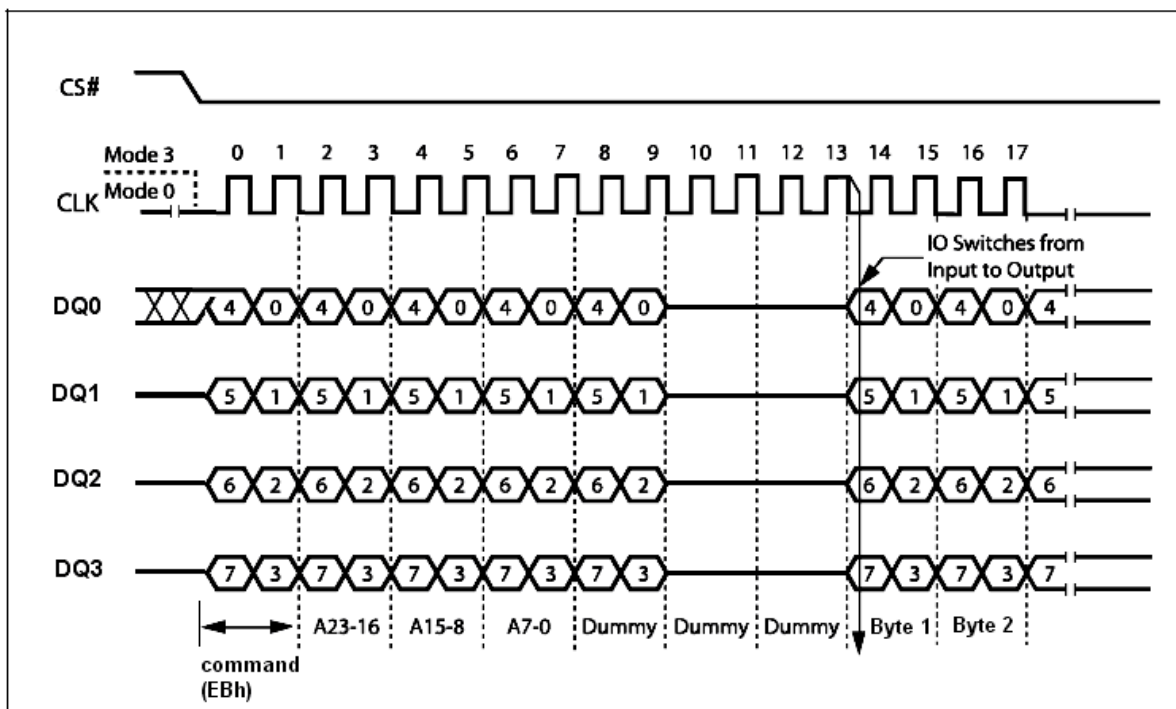 CS#
Mode 3
0 1 2 3 4 5 6 7 8 9 10 11 12 13 14 15 16 17
CLK
Mode 0
IO Switches from
Input to Output
DQ0
4 0 4 0 4 0 4 0 4 0 4 0 4 0 4
DQ1
5 1 5 1 5 1 5 1 5 1 5 1 5 1 5
DQ2
6 2 6 2 6 2 6 2 6 2 6 2 6 2 6
DQ3
7 3 7 3 7 3 7 3 7 3 7 3 7 3 7
A23-16 A15-8 A7-0 Dummy Dummy Dummy Byte 1 Byte 2
command
(EBh)